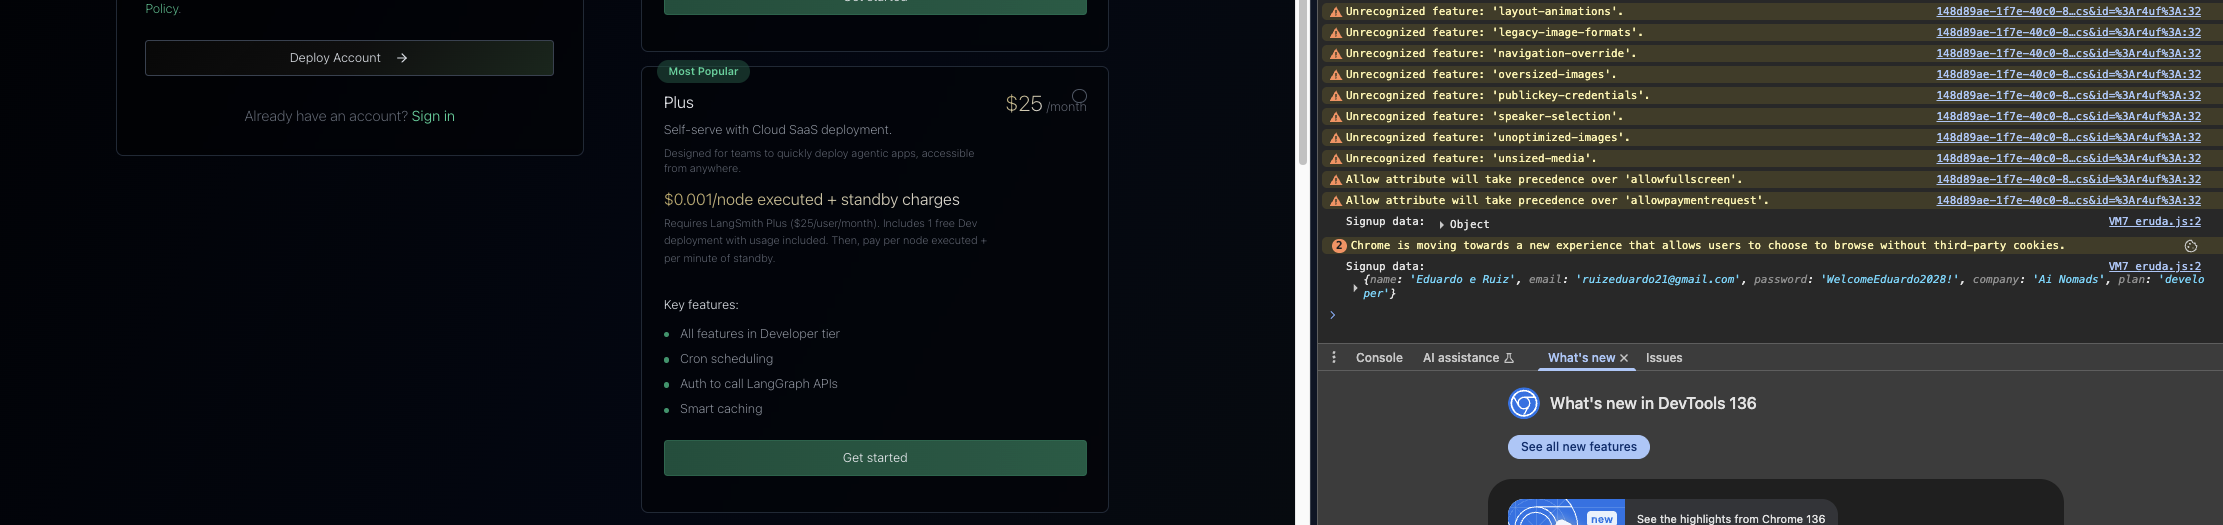 Policy.
Deploy Account →
Already have an account? Sign in
Most Popular
Plus
$25 /month
Self-serve with Cloud SaaS deployment.
Designed for teams to quickly deploy agentic apps, accessible
from anywhere.
$0.001/node executed + standby charges
Requires LangSmith Plus ($25/user/month). Includes 1 free Dev
deployment with usage included. Then, pay per node executed +
per minute of standby.
Key features:
All features in Developer tier
Cron scheduling
Auth to call LangGraph APIs
Smart caching
Get started
Unrecognized feature: 'layout-animations'. 148d89ae-1f7e-40c0-8…cs&id=%3Ar4uf%3A:32
Unrecognized feature: 'legacy-image-formats'. 148d89ae-1f7e-40c0-8…cs&id=%3Ar4uf%3A:32
Unrecognized feature: 'navigation-override'. 148d89ae-1f7e-40c0-8…cs&id=%3Ar4uf%3A:32
Unrecognized feature: 'oversized-images'. 148d89ae-1f7e-40c0-8…cs&id=%3Ar4uf%3A:32
Unrecognized feature: 'publickey-credentials'. 148d89ae-1f7e-40c0-8…cs&id=%3Ar4uf%3A:32
Unrecognized feature: 'speaker-selection'. 148d89ae-1f7e-40c0-8…cs&id=%3Ar4uf%3A:32
Unrecognized feature: 'unoptimized-images'. 148d89ae-1f7e-40c0-8…cs&id=%3Ar4uf%3A:32
Unrecognized feature: 'unsized-media'. 148d89ae-1f7e-40c0-8…cs&id=%3Ar4uf%3A:32
Allow attribute will take precedence over 'allowfullscreen'. 148d89ae-1f7e-40c0-8…cs&id=%3Ar4uf%3A:32
Allow attribute will take precedence over 'allowpaymentrequest'. 148d89ae-1f7e-40c0-8…cs&id=%3Ar4uf%3A:32
Signup data: ▸ Object VM7 eruda.js:2
2 Chrome is moving towards a new experience that allows users to choose to browse without third-party cookies.
Signup data: VM7 eruda.js:2
{name: 'Eduardo e Ruiz', email: 'ruizeduardo21@gmail.com', password: 'WelcomeEduardo2028!', company: 'Ai Nomads', plan: 'develo
per'}
Console AI assistance What's new × Issues
What's new in DevTools 136
See all new features
new See the highlights from Chrome 136